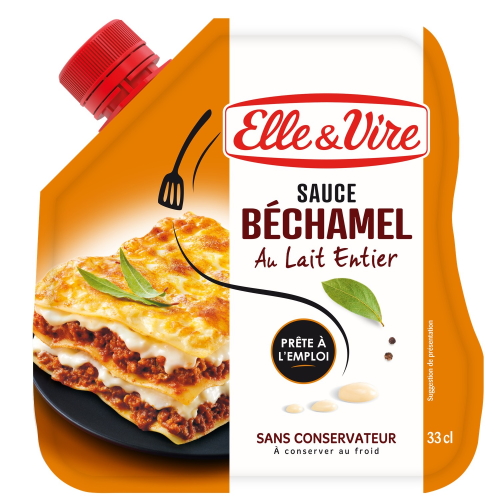 Elle & Vire
SAUCE
BÉCHAMEL
Au Lait Entier
PRÊTE À
L'EMPLOI
Suggestion de présentation
SANS CONSERVATEUR
À conserver au froid
33 cl